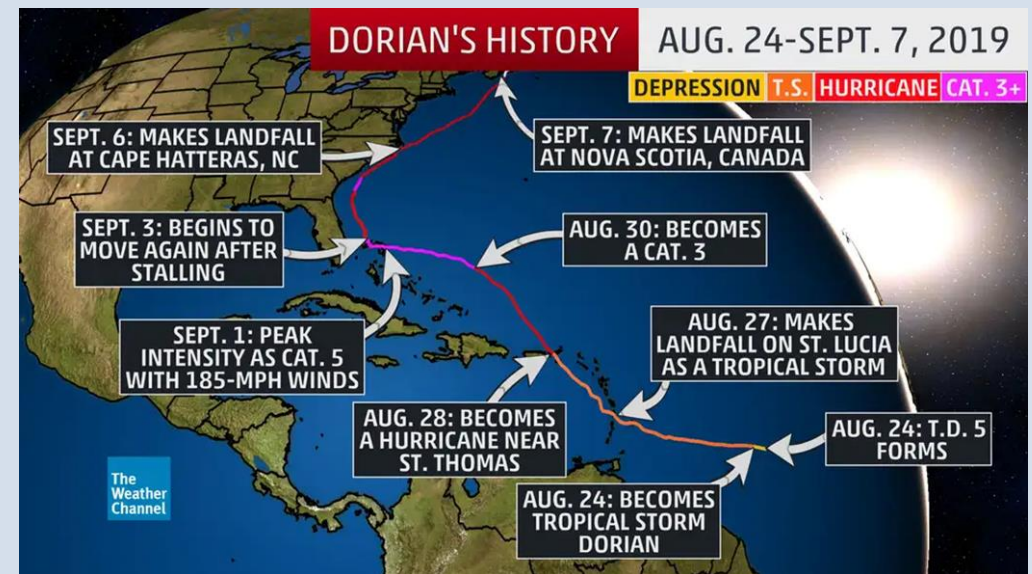 DORIAN'S HISTORY
AUG. 24-SEPT. 7, 2019
DEPRESSION T.S. HURRICANE CAT. 3+
SEPT. 6: MAKES LANDFALL
AT CAPE HATTERAS, NC
SEPT. 7: MAKES LANDFALL
AT NOVA SCOTIA, CANADA
SEPT. 3: BEGINS TO
MOVE AGAIN AFTER
STALLING
AUG. 30: BECOMES
A CAT. 3
SEPT. 1: PEAK
INTENSITY AS CAT. 5
WITH 185-MPH WINDS
AUG. 27: MAKES
LANDFALL ON ST. LUCIA
AS A TROPICAL STORM
AUG. 28: BECOMES
A HURRICANE NEAR
ST. THOMAS
AUG. 24: T.D. 5
FORMS
AUG. 24: BECOMES
TROPICAL STORM
DORIAN
The
Weather
Channel